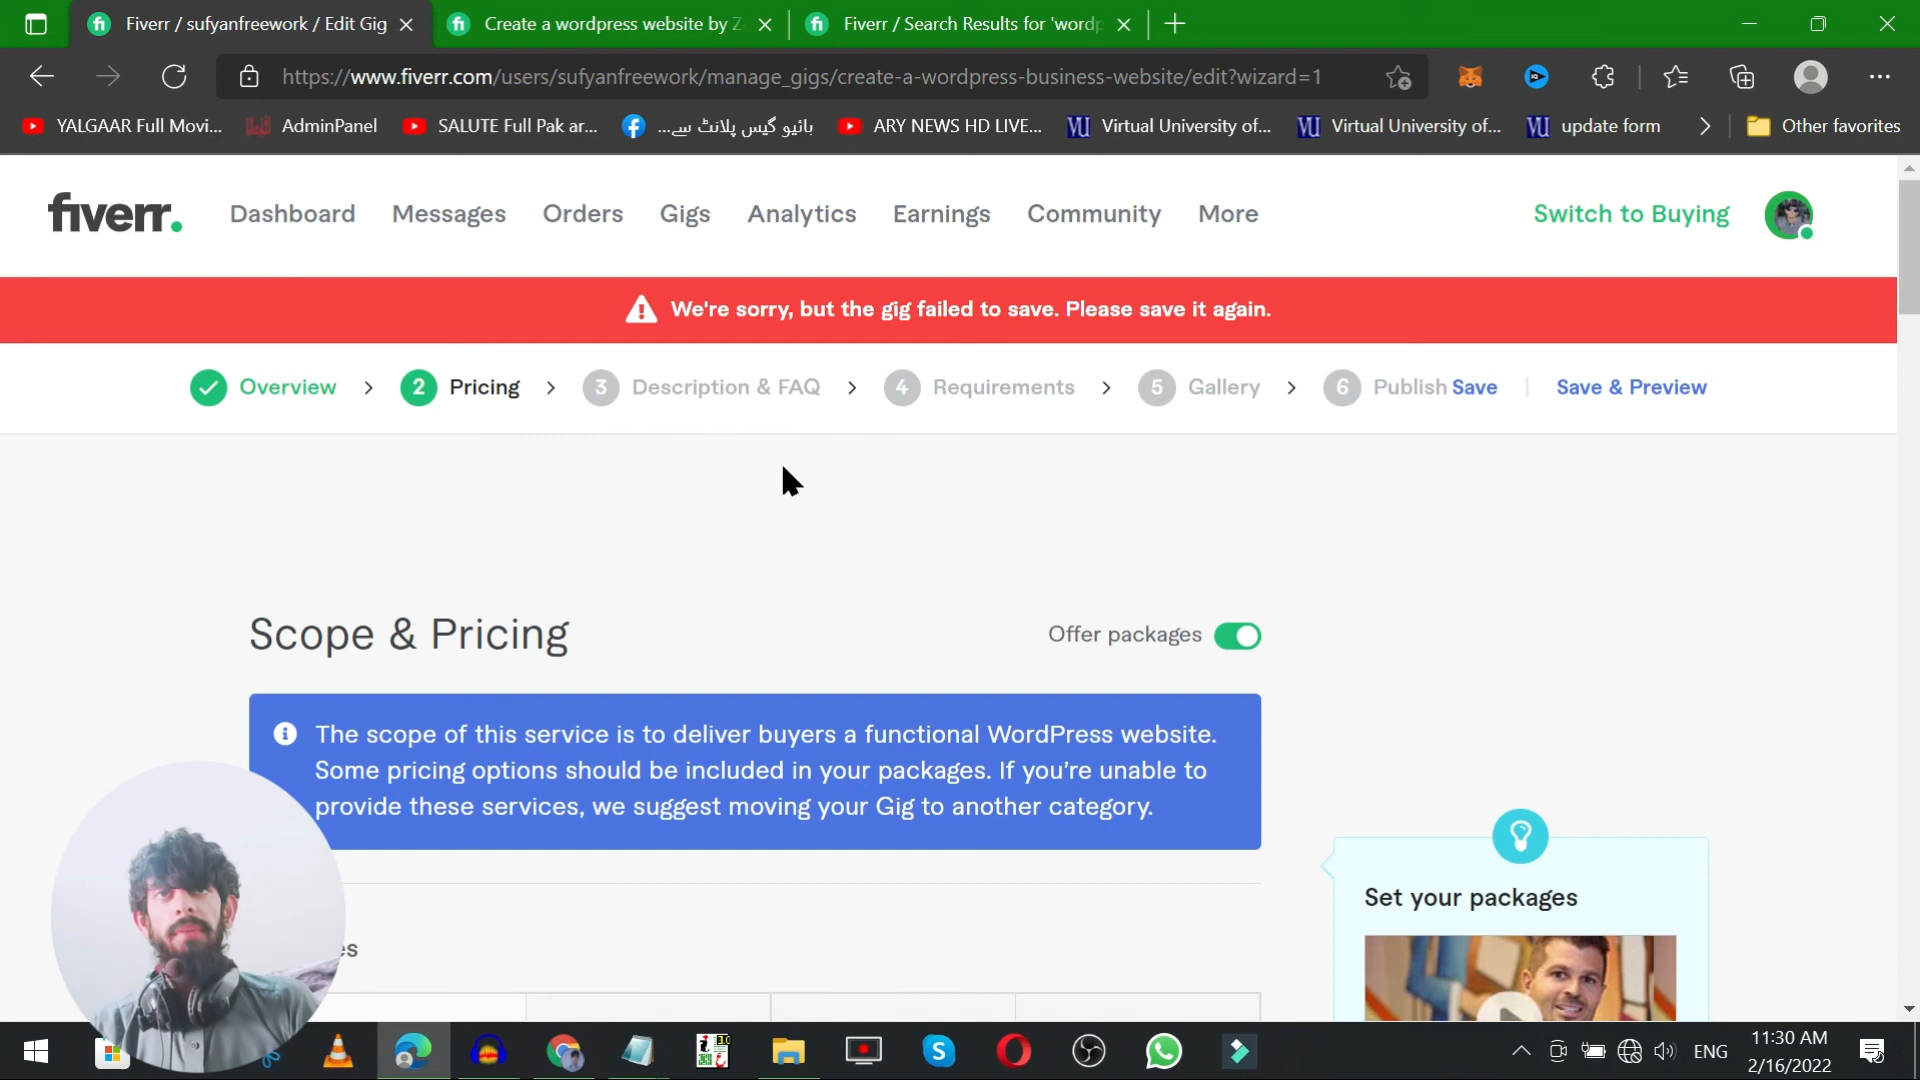 Fiverr / sufyanfreework / Edit Gig
Create a wordpress website by Z
Fiverr / Search Results for 'wordp
https://www.fiverr.com/users/sufyanfreework/manage_gigs/create-a-wordpress-business-website/edit?wizard=1
YALGAAR Full Movi...
AdminPanel
SALUTE Full Pak ar...
بائیو گیس پلانٹ سے...
ARY NEWS HD LIVE...
Virtual University of...
Virtual University of...
update form
Other favorites
fiverr.
Dashboard
Messages
Orders
Gigs
Analytics
Earnings
Community
More
Switch to Buying
We're sorry, but the gig failed to save. Please save it again.
Overview
2 Pricing
3 Description & FAQ
4 Requirements
5 Gallery
6 Publish
Save
Save & Preview
Scope & Pricing
Offer packages
The scope of this service is to deliver buyers a functional WordPress website.
Some pricing options should be included in your packages. If you're unable to
provide these services, we suggest moving your Gig to another category.
Set your packages
es
ENG
11:30 AM
2/16/2022